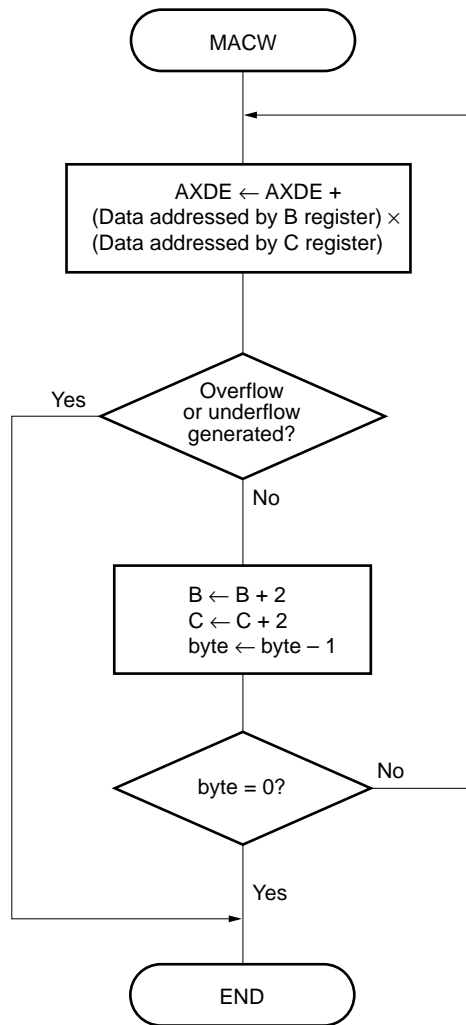 MACW
AXDE ← AXDE +
(Data addressed by B register) ×
(Data addressed by C register)
Overflow
or underflow
generated?
Yes
No
B ← B + 2
C ← C + 2
byte ← byte – 1
byte = 0?
No
Yes
END